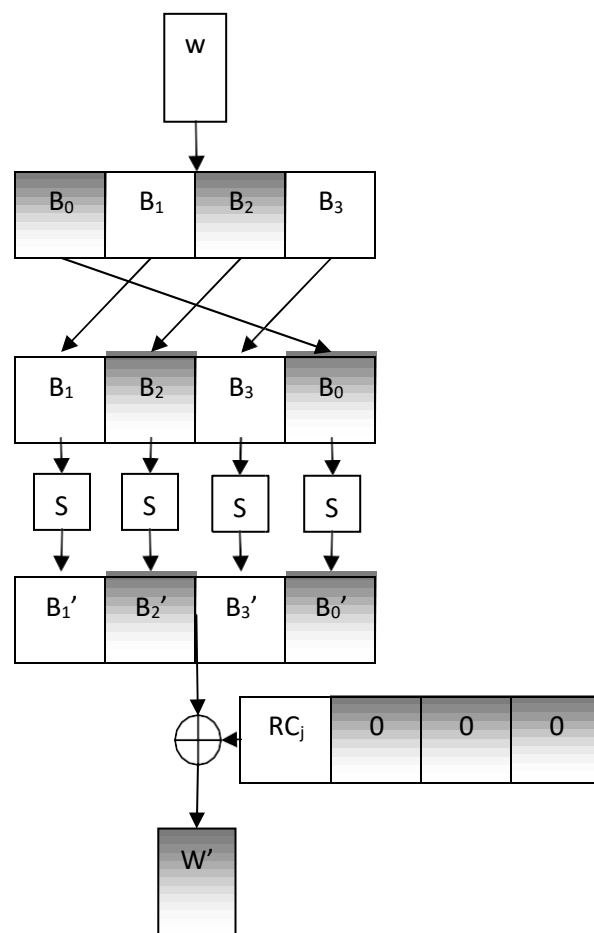 w
B₀ B₁ B₂ B₃
B₁ B₂ B₃ B₀
S S S S
B₁’ B₂’ B₃’ B₀’
RCⱼ 0 0 0
W’